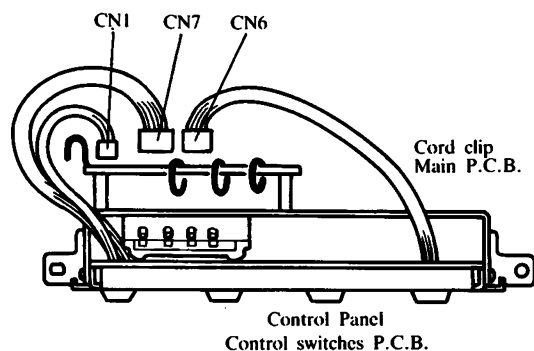 CN1
CN7
CN6
Cord clip
Main P.C.B.
Control Panel
Control switches P.C.B.